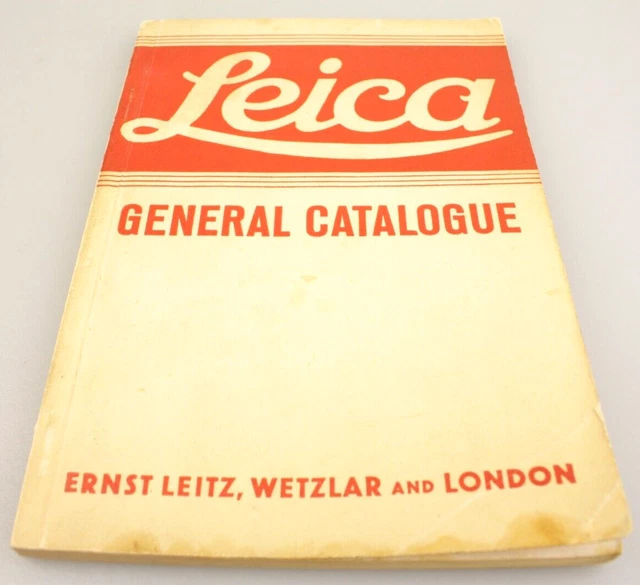 Leica
GENERAL CATALOGUE
ERNST LEITZ, WETZLAR AND LONDON